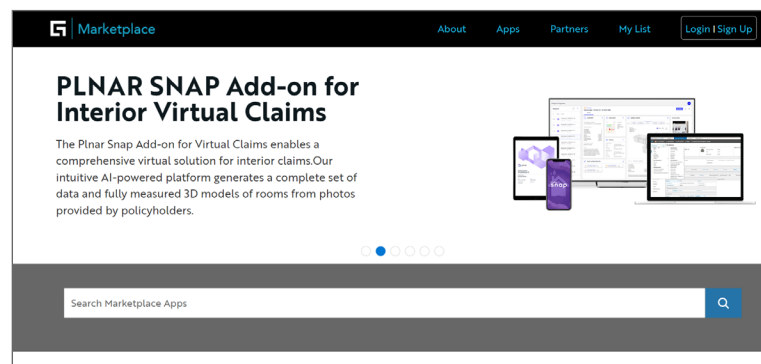 Marketplace
About Apps Partners My List Login | Sign Up
PLNAR SNAP Add-on for
Interior Virtual Claims
The Plnar Snap Add-on for Virtual Claims enables a
comprehensive virtual solution for interior claims.Our
intuitive AI-powered platform generates a complete set of
data and fully measured 3D models of rooms from photos
provided by policyholders.
snap
Search Marketplace Apps